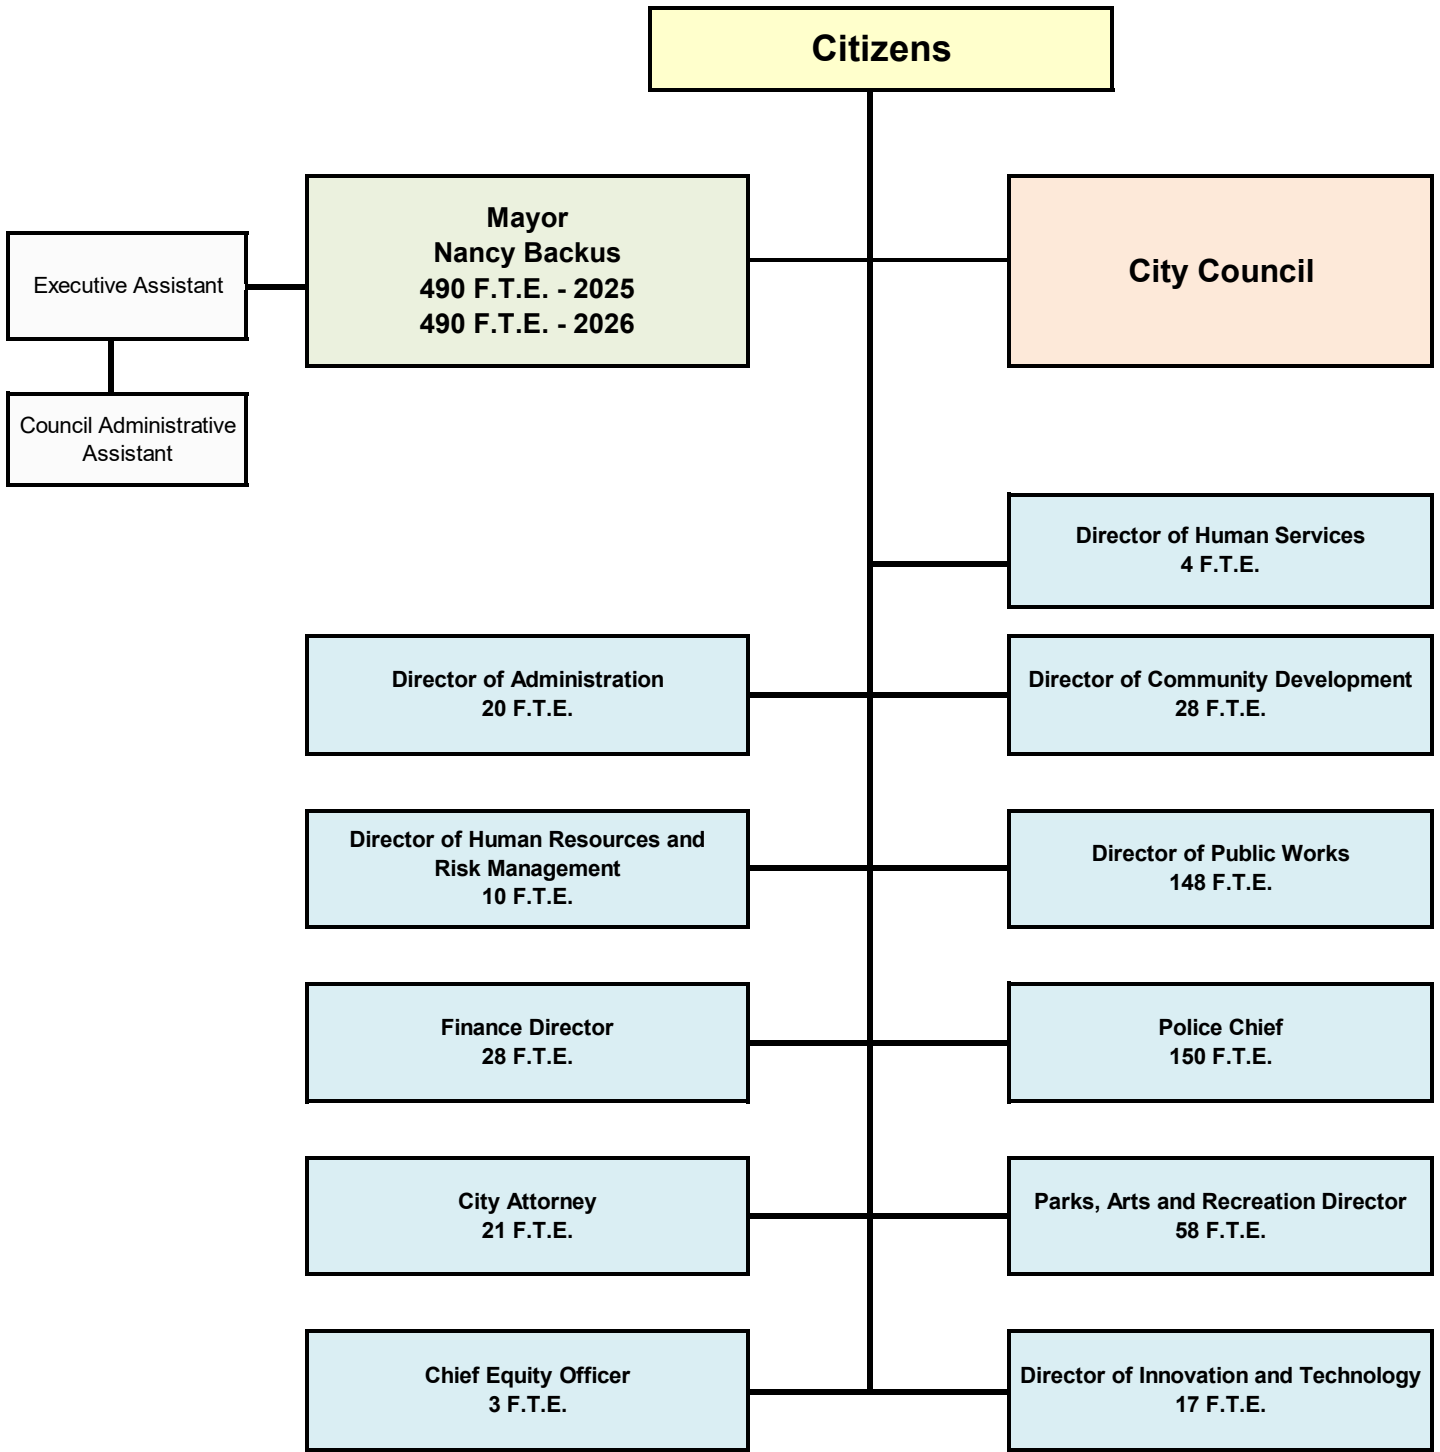 Citizens
Mayor
Nancy Backus
490 F.T.E. - 2025
490 F.T.E. - 2026
City Council
Executive Assistant
Council Administrative
Assistant
Director of Human Services
4 F.T.E.
Director of Administration
20 F.T.E.
Director of Community Development
28 F.T.E.
Director of Human Resources and
Risk Management
10 F.T.E.
Director of Public Works
148 F.T.E.
Finance Director
28 F.T.E.
Police Chief
150 F.T.E.
City Attorney
21 F.T.E.
Parks, Arts and Recreation Director
58 F.T.E.
Chief Equity Officer
3 F.T.E.
Director of Innovation and Technology
17 F.T.E.